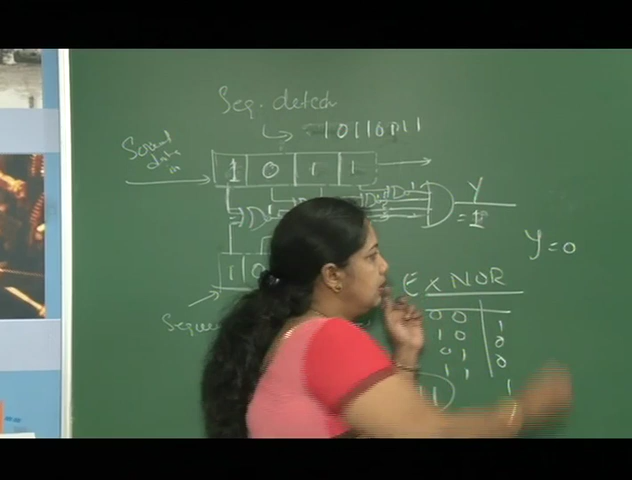 Seq. detect
10110011
Serial data in
1 0 1 1
Y
= 1
Y = 0
1 0
Ex NOR
0 0 1
1 0 0
0 1 0
1 1 1